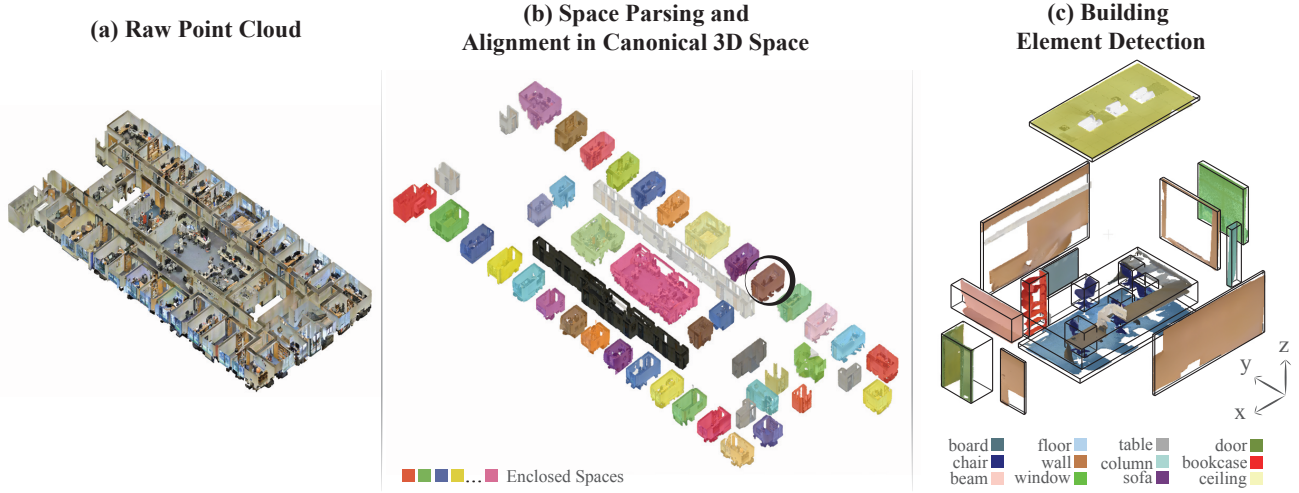 (a) Raw Point Cloud
(b) Space Parsing and
Alignment in Canonical 3D Space
(c) Building
Element Detection
... Enclosed Spaces
z
y
x
board floor table door
chair wall column bookcase
beam window sofa ceiling